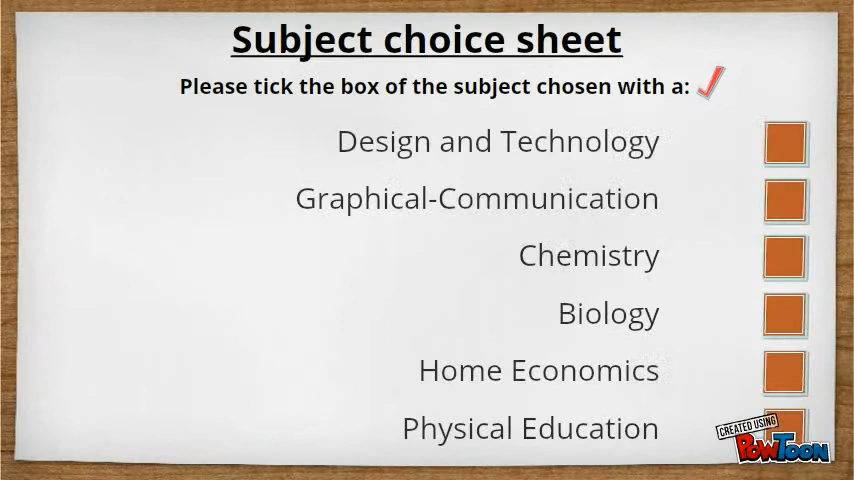 Subject choice sheet
Please tick the box of the subject chosen with a:
Design and Technology
Graphical-Communication
Chemistry
Biology
Home Economics
Physical Education
CREATED USING
POWTOON